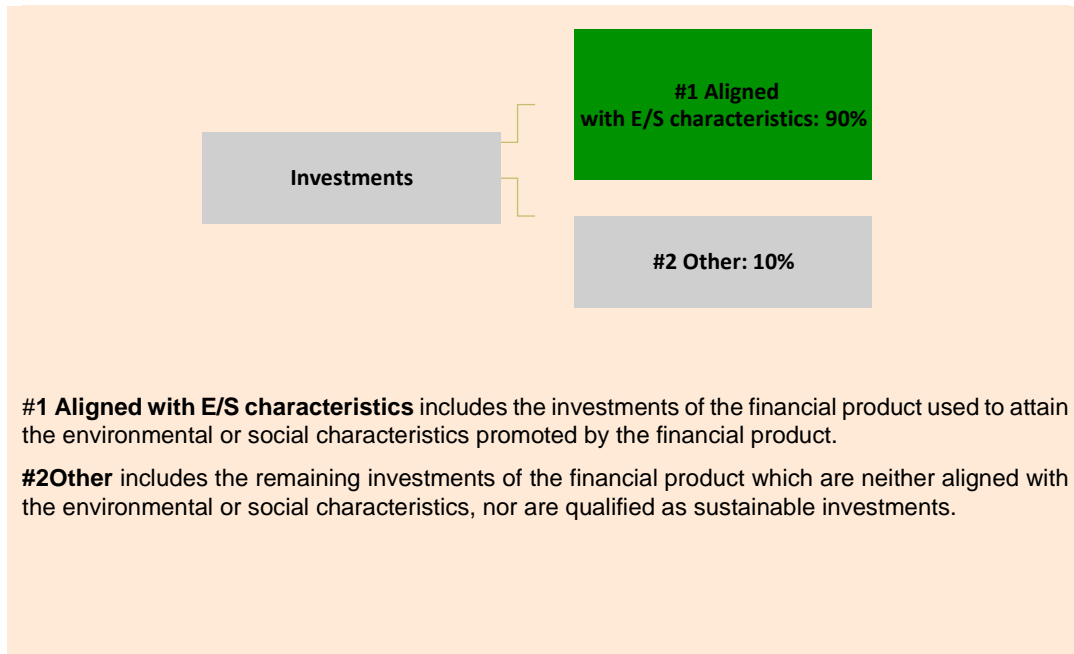 #1 Aligned
with E/S characteristics: 90%
Investments
#2 Other: 10%
#1 Aligned with E/S characteristics includes the investments of the financial product used to attain
the environmental or social characteristics promoted by the financial product.
#2Other includes the remaining investments of the financial product which are neither aligned with
the environmental or social characteristics, nor are qualified as sustainable investments.